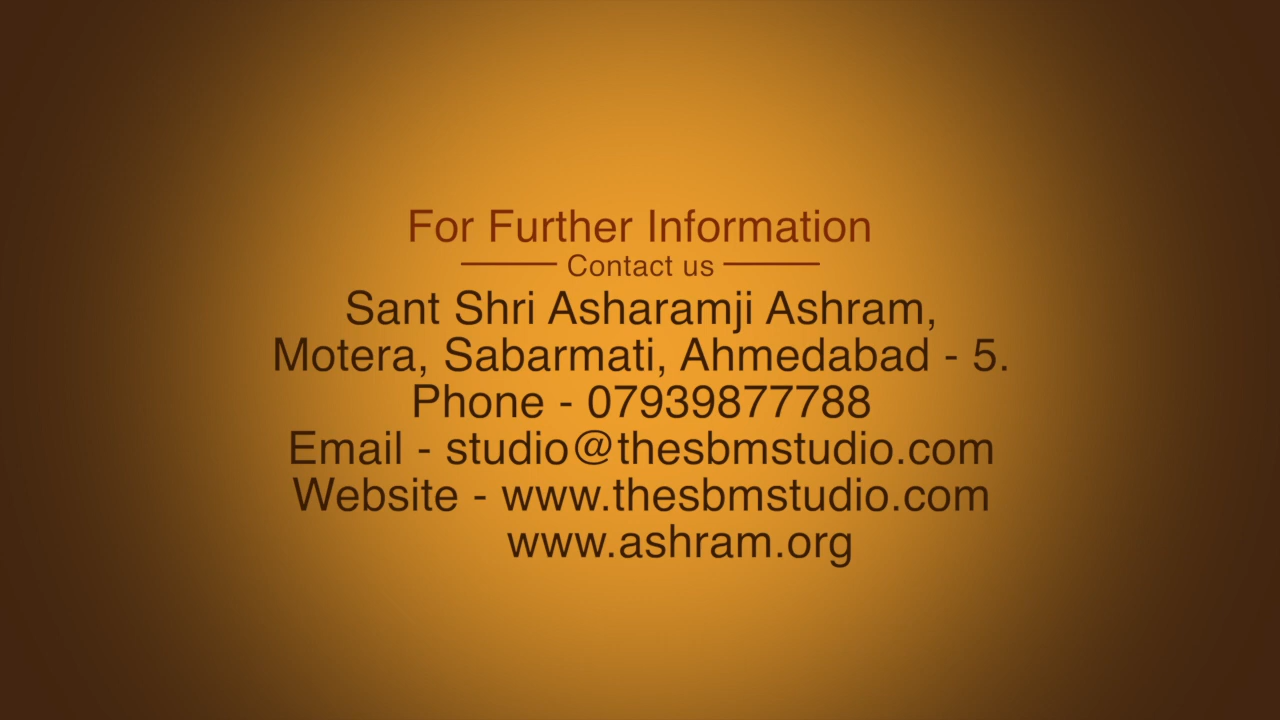 For Further Information
Contact us
Sant Shri Asharamji Ashram,
Motera, Sabarmati, Ahmedabad - 5.
Phone - 07939877788
Email - studio@thesbmstudio.com
Website - www.thesbmstudio.com
www.ashram.org